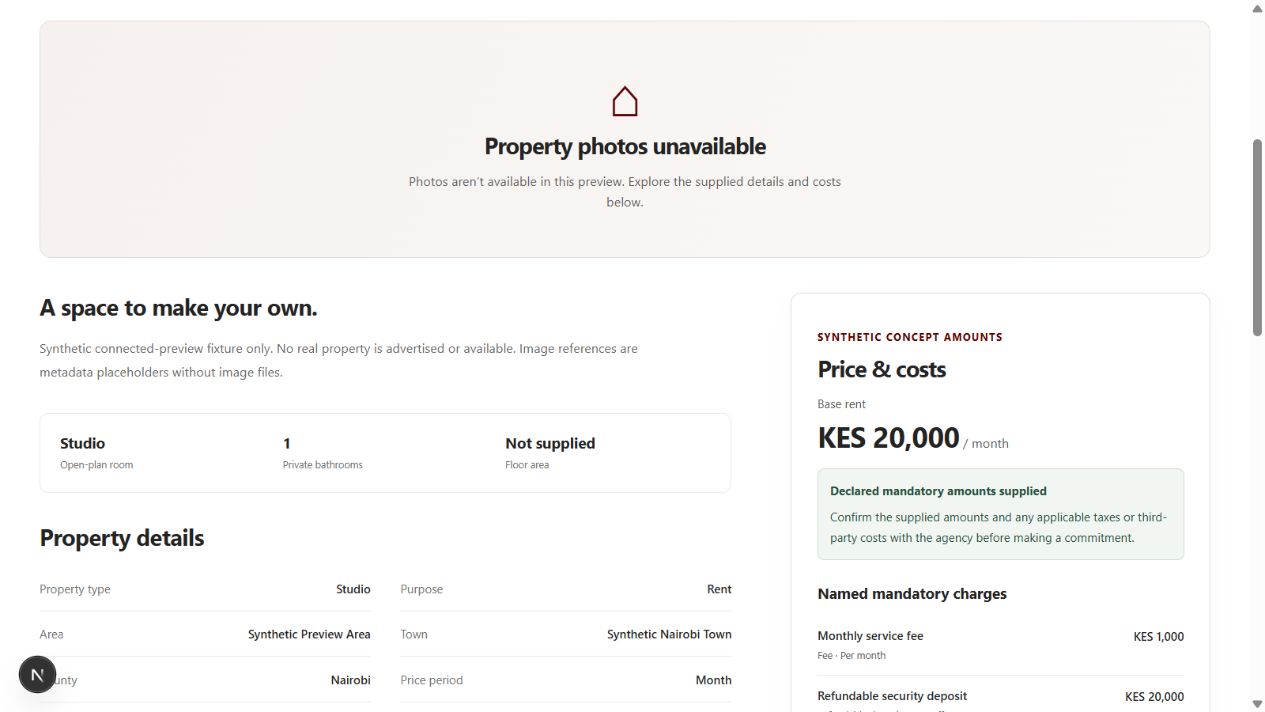 Property photos unavailable
Photos aren't available in this preview. Explore the supplied details and costs
below.
A space to make your own.
Synthetic connected-preview fixture only. No real property is advertised or available. Image references are
metadata placeholders without image files.
Studio
Open-plan room
1
Private bathrooms
Not supplied
Floor area
Property details
Property type Studio
Purpose Rent
Area Synthetic Preview Area
Town Synthetic Nairobi Town
Nairobi
Price period Month
N
SYNTHETIC CONCEPT AMOUNTS
Price & costs
Base rent
KES 20,000 / month
Declared mandatory amounts supplied
Confirm the supplied amounts and any applicable taxes or third-
party costs with the agency before making a commitment.
Named mandatory charges
Monthly service fee KES 1,000
Fee · Per month
Refundable security deposit KES 20,000